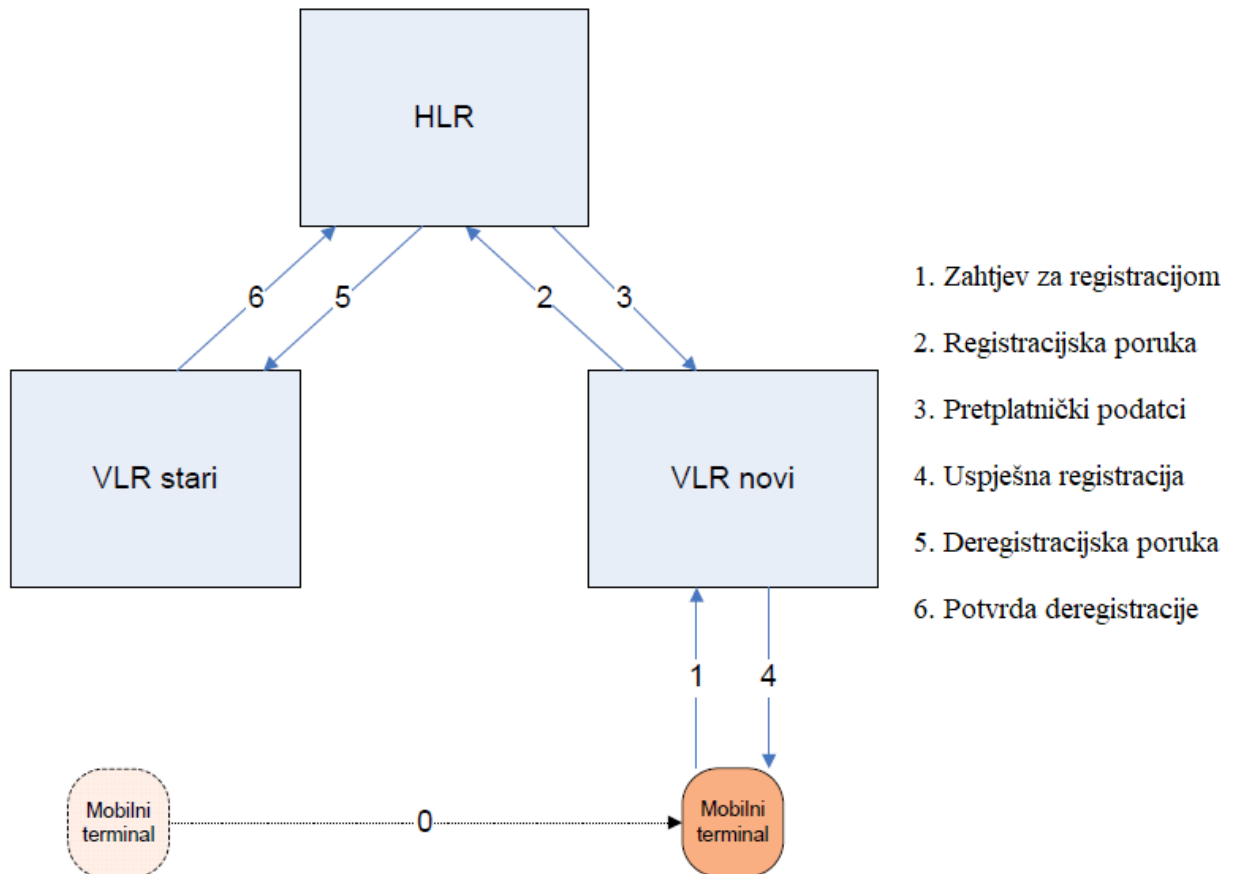 HLR
6
5
2
3
VLR stari
VLR novi
1. Zahtjev za registracijom
2. Registracijska poruka
3. Pretplatnički podatci
4. Uspješna registracija
5. Deregistracijska poruka
6. Potvrda deregistracije
1
4
Mobilni
terminal
0
Mobilni
terminal